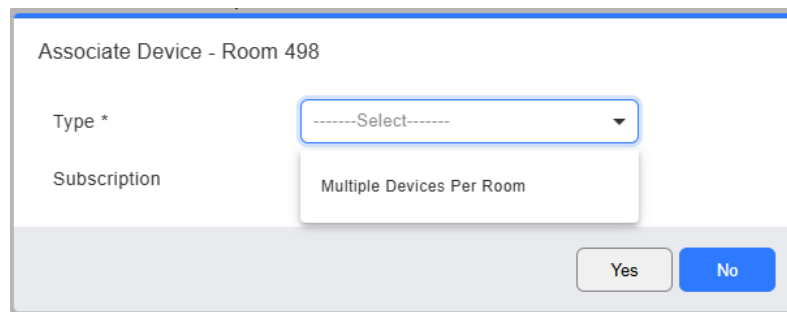 Associate Device - Room 498
Type *
-------Select-------
Subscription
Multiple Devices Per Room
Yes
No